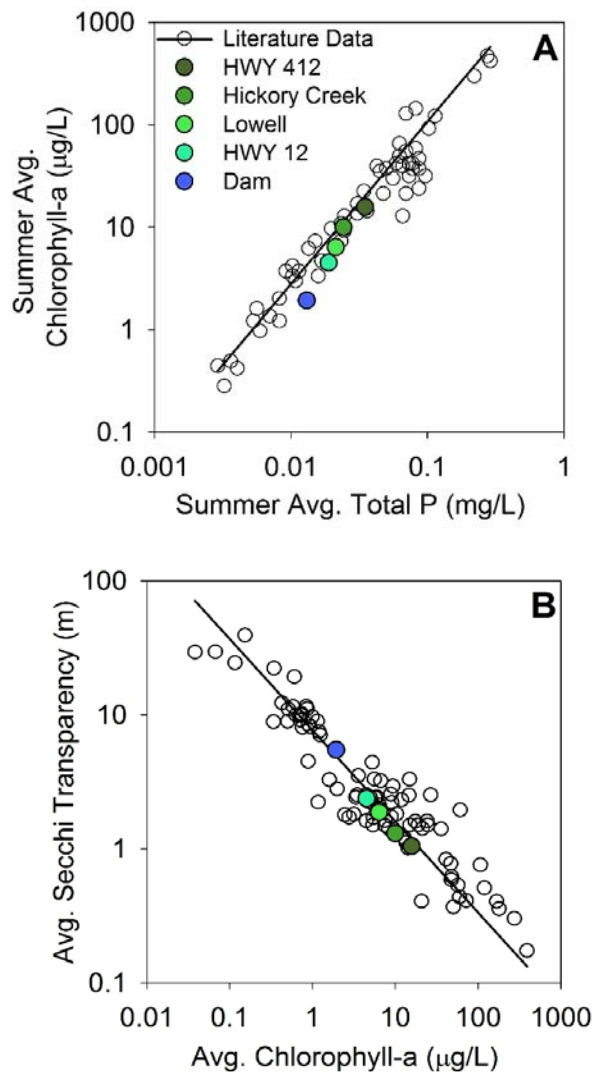 1000
100
10
1
0.1
0.001
0.01
0.1
1
Summer Avg.
Chlorophyll-a (µg/L)
Summer Avg. Total P (mg/L)
A
Literature Data
HWY 412
Hickory Creek
Lowell
HWY 12
Dam
100
10
1
0.1
0.01
0.1
1
10
100
1000
Avg. Secchi Transparency (m)
Avg. Chlorophyll-a (µg/L)
B